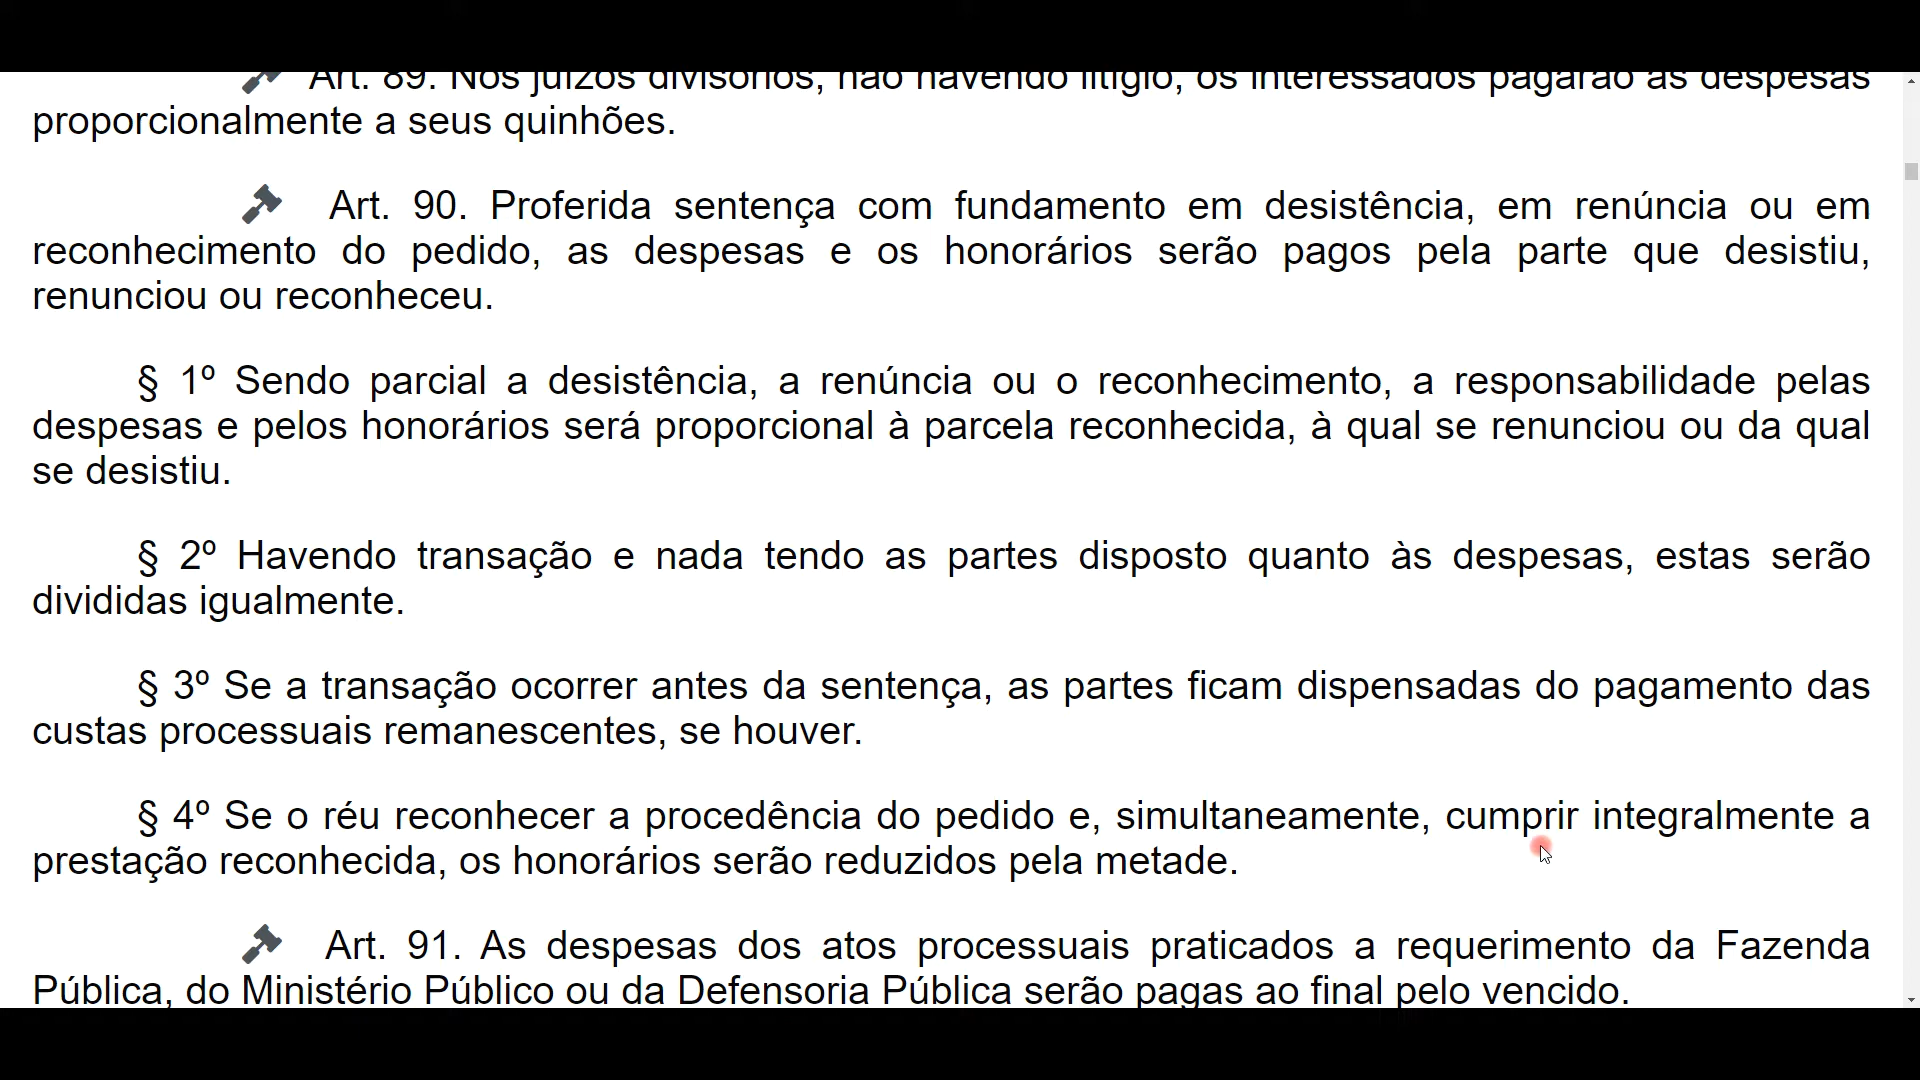 Art. 89. Nos juízos divisórios, não havendo litígio, os interessados pagarão as despesas
proporcionalmente a seus quinhões.
Art. 90. Proferida sentença com fundamento em desistência, em renúncia ou em
reconhecimento do pedido, as despesas e os honorários serão pagos pela parte que desistiu,
renunciou ou reconheceu.
§ 1º Sendo parcial a desistência, a renúncia ou o reconhecimento, a responsabilidade pelas
despesas e pelos honorários será proporcional à parcela reconhecida, à qual se renunciou ou da qual
se desistiu.
§ 2º Havendo transação e nada tendo as partes disposto quanto às despesas, estas serão
divididas igualmente.
§ 3º Se a transação ocorrer antes da sentença, as partes ficam dispensadas do pagamento das
custas processuais remanescentes, se houver.
§ 4º Se o réu reconhecer a procedência do pedido e, simultaneamente, cumprir integralmente a
prestação reconhecida, os honorários serão reduzidos pela metade.
Art. 91. As despesas dos atos processuais praticados a requerimento da Fazenda
Pública, do Ministério Público ou da Defensoria Pública serão pagas ao final pelo vencido.